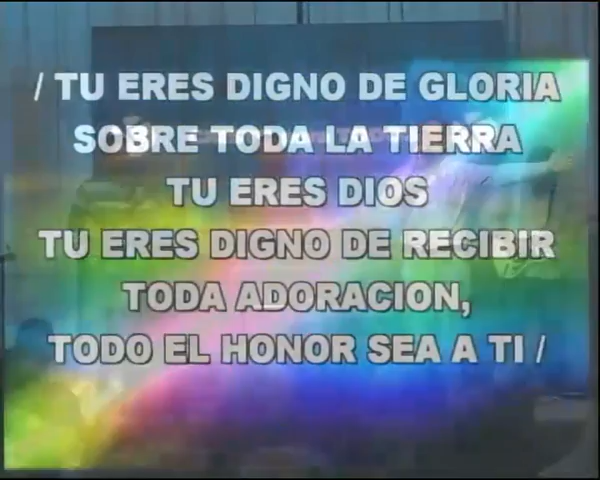 / TU ERES DIGNO DE GLORIA
SOBRE TODA LA TIERRA
TU ERES DIOS
TU ERES DIGNO DE RECIBIR
TODA ADORACION,
TODO EL HONOR SEA A TI /